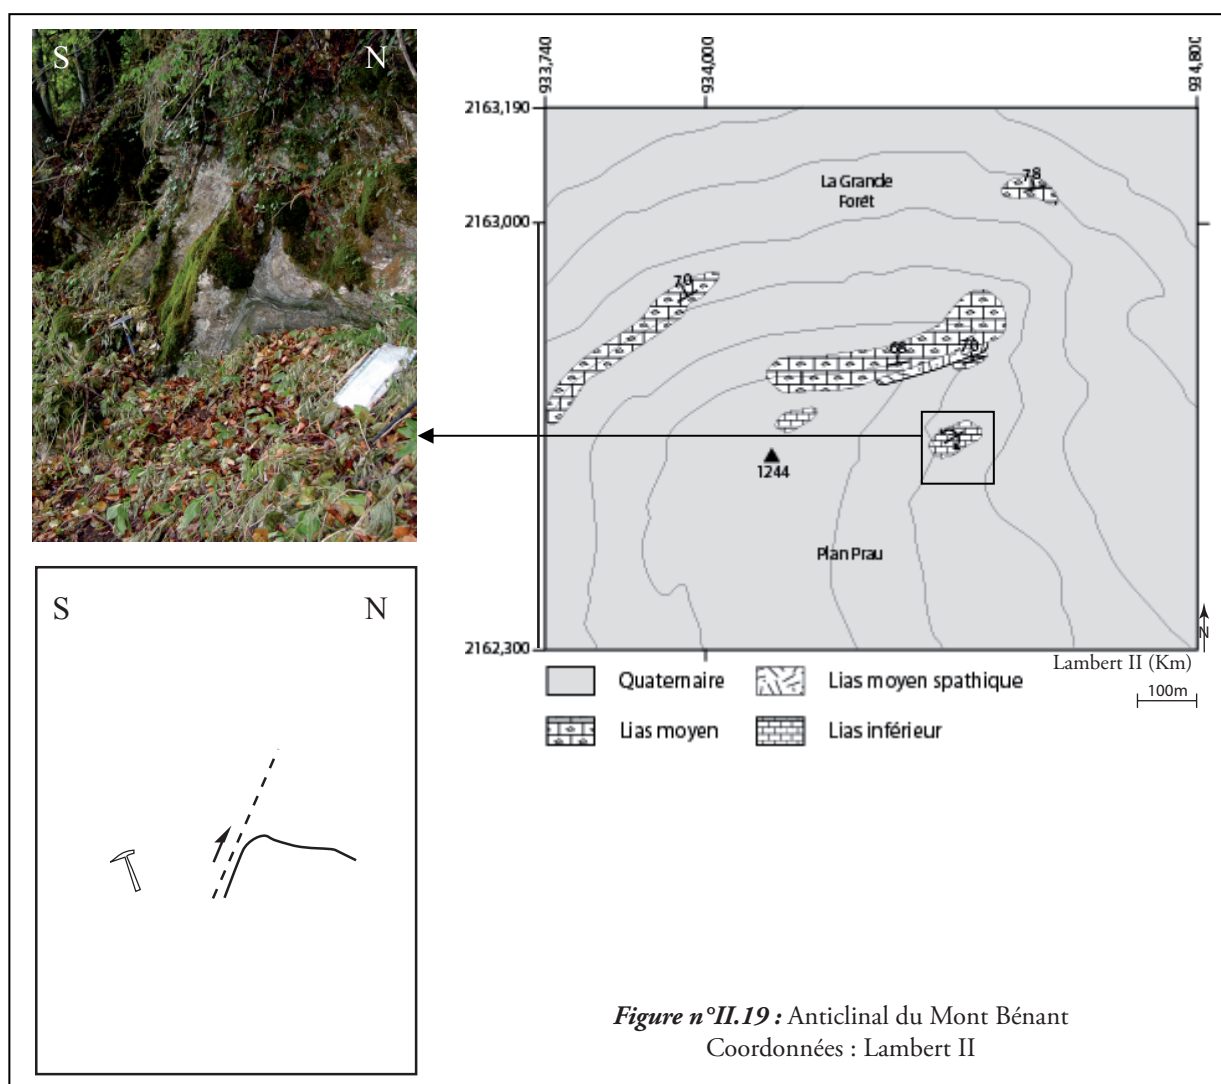 S N
933,740
934,000
934,800
2163,190
2163,000
2162,300
La Grande
Forêt
78
70
68
70
1244
Plan Prau
N
Lambert II (Km)
100m
Quaternaire
Lias moyen spathique
Lias moyen
Lias inférieur
S N
Figure n°II.19 : Anticlinal du Mont Bénant
Coordonnées : Lambert II